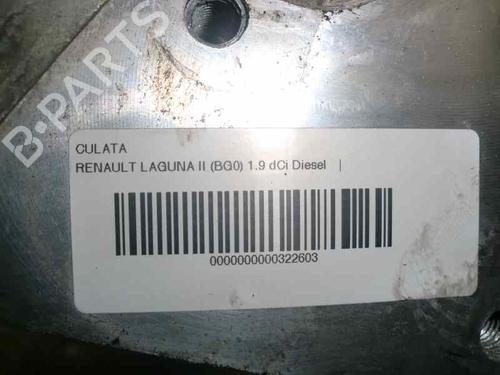 B-PARTS
CULATA
RENAULT LAGUNA II (BG0) 1.9 dCi Diesel |
0000000000322603